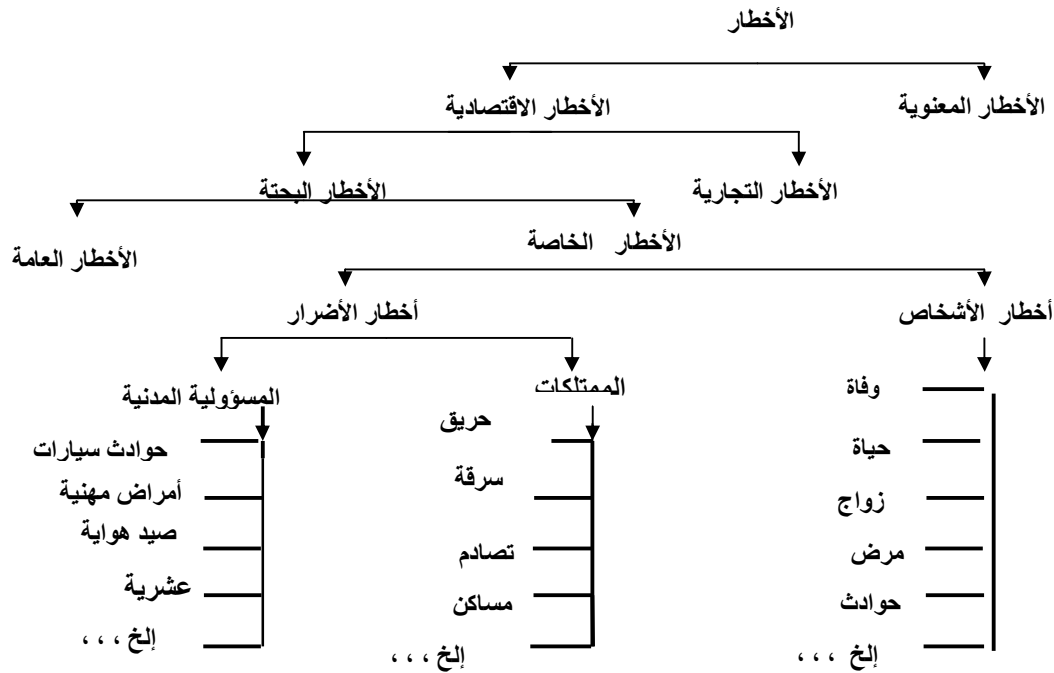 الأخطار
الأخطار المعنوية
الأخطار الاقتصادية
الأخطار التجارية
الأخطار البحتة
الأخطار الخاصة
الأخطار العامة
أخطار الأشخاص
أخطار الأضرار
الممتلكات
المسؤولية المدنية
وفاة
حياة
زواج
مرض
حوادث
إلخ ،،،
حريق
سرقة
تصادم
مساكن
إلخ ،،،
حوادث سيارات
أمراض مهنية
صيد هواية
عشرية
إلخ ،،،